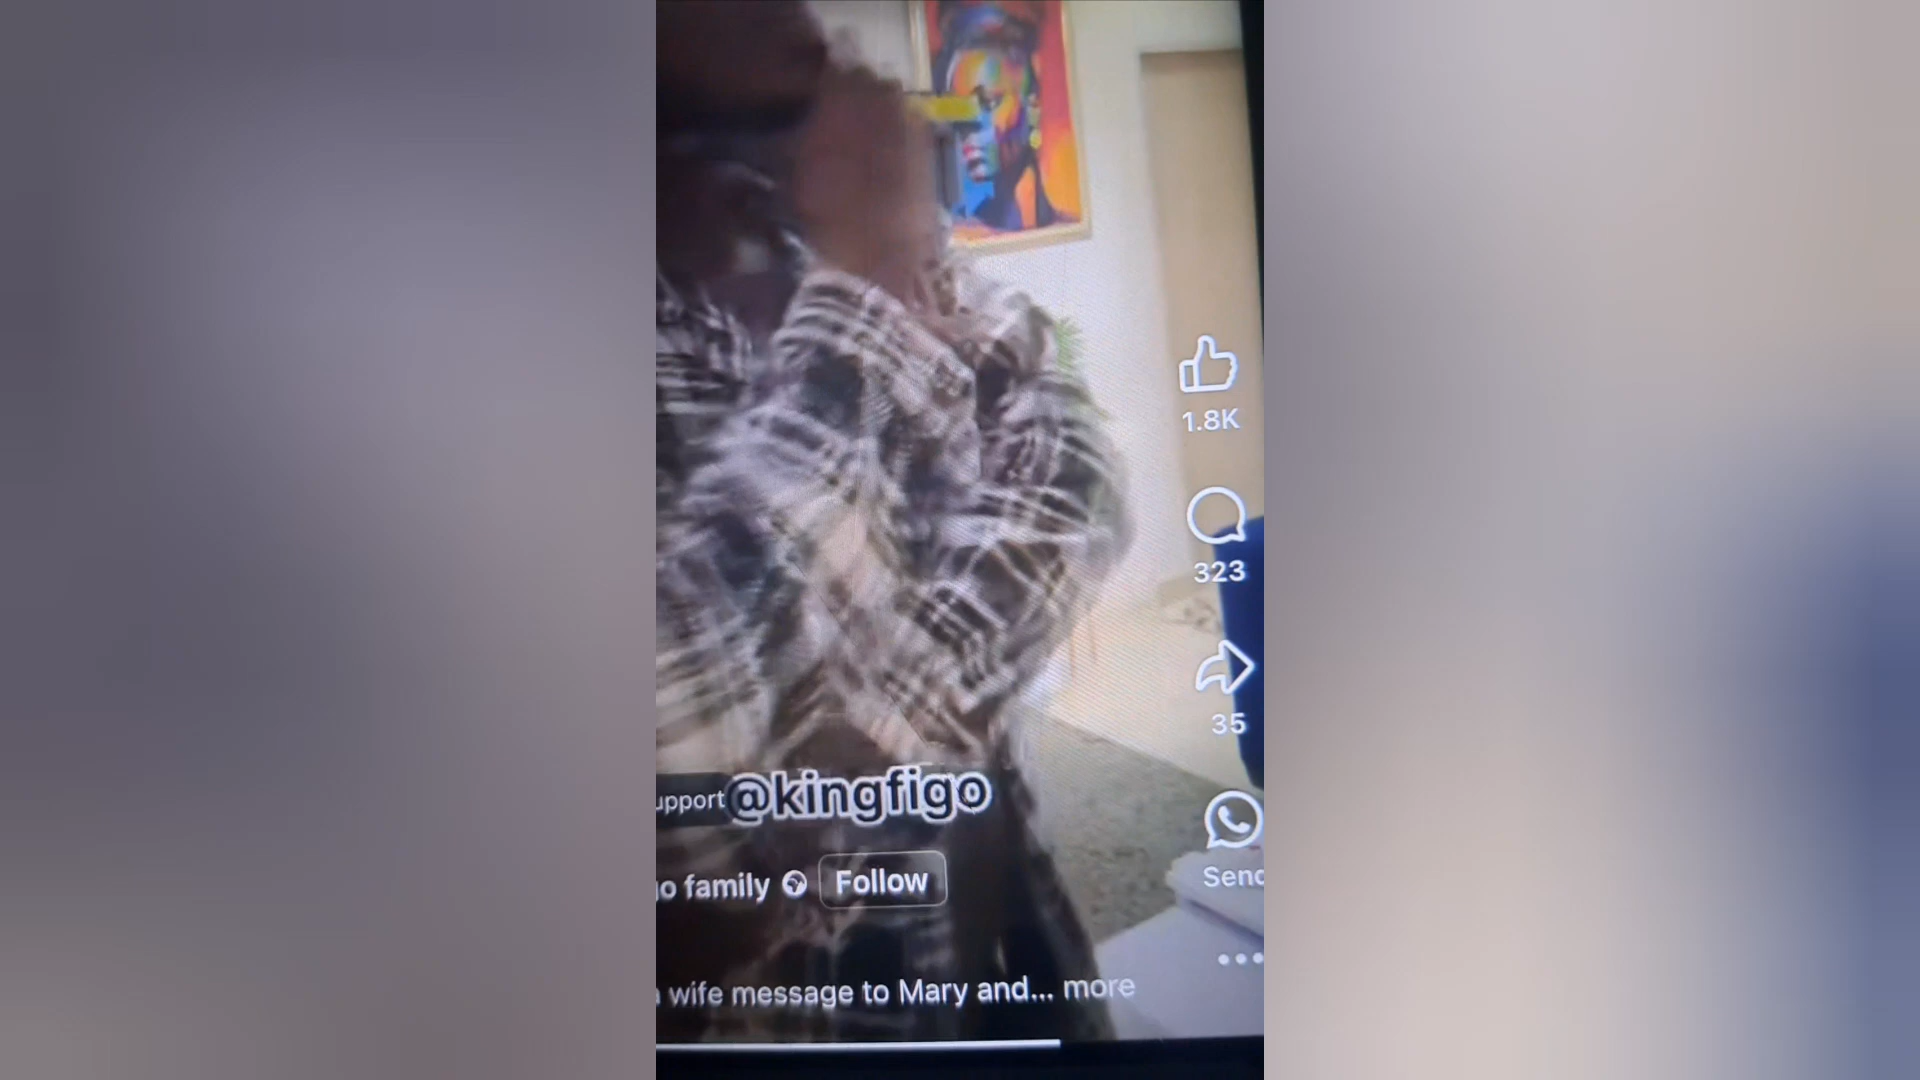 1.8K
323
35
upport
@kingfigo
o family
Follow
Send
wife message to Mary and... more